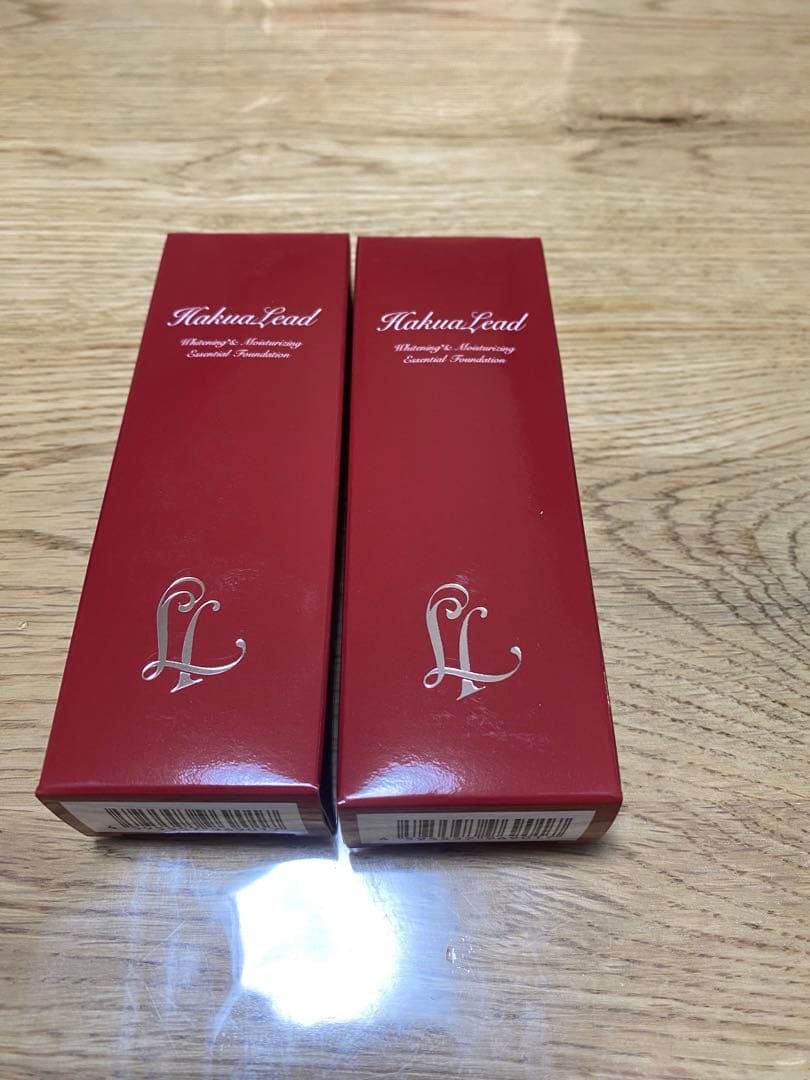 HakuaLead
Whitening & Moisturizing
Essential Foundation
HakuaLead
Whitening & Moisturizing
Essential Foundation